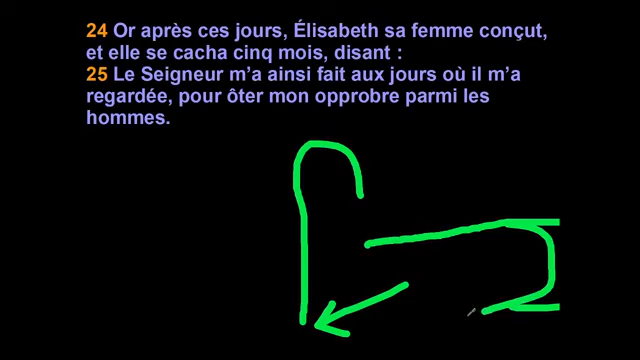 24 Or après ces jours, Élisabeth sa femme conçut,
et elle se cacha cinq mois, disant :
25 Le Seigneur m’a ainsi fait aux jours où il m’a
regardée, pour ôter mon opprobre parmi les
hommes.